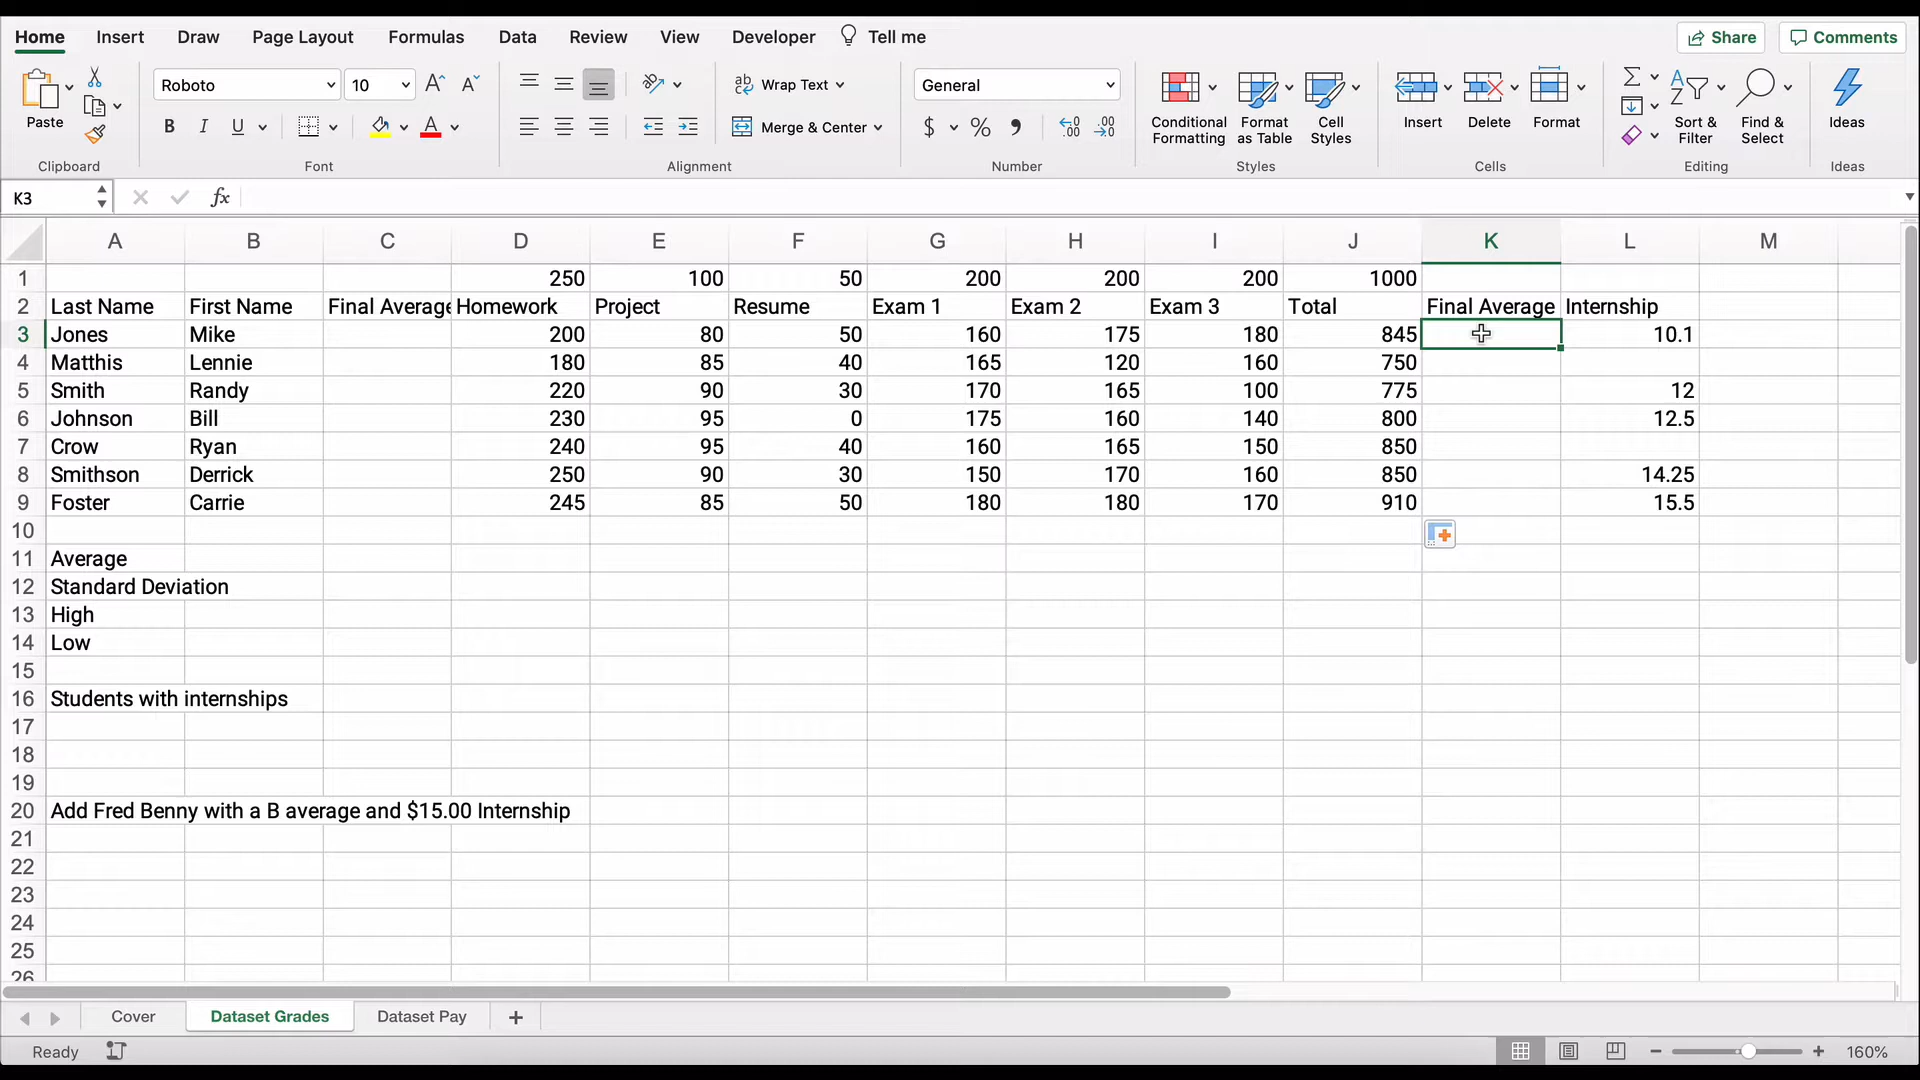 Home Insert Draw Page Layout Formulas Data Review View Developer Tell me Share Comments
Paste Roboto 10 A A ab Wrap Text General Conditional Formatting Format as Table Cell Styles Insert Delete Format Sort & Filter Find & Select Ideas
B I U A Merge & Center $ % .00 .00
Clipboard Font Alignment Number Styles Cells Editing Ideas
K3 fx
A B C D E F G H I J K L M
1 250 100 50 200 200 200 1000
2 Last Name First Name Final Average Homework Project Resume Exam 1 Exam 2 Exam 3 Total Final Average Internship
3 Jones Mike 200 80 50 160 175 180 845 10.1
4 Matthis Lennie 180 85 40 165 120 160 750
5 Smith Randy 220 90 30 170 165 100 775 12
6 Johnson Bill 230 95 0 175 160 140 800 12.5
7 Crow Ryan 240 95 40 160 165 150 850
8 Smithson Derrick 250 90 30 150 170 160 850 14.25
9 Foster Carrie 245 85 50 180 180 170 910 15.5
10
11 Average
12 Standard Deviation
13 High
14 Low
15
16 Students with internships
17
18
19
20 Add Fred Benny with a B average and $15.00 Internship
21
22
23
24
25
26
Cover Dataset Grades Dataset Pay +
Ready 160%